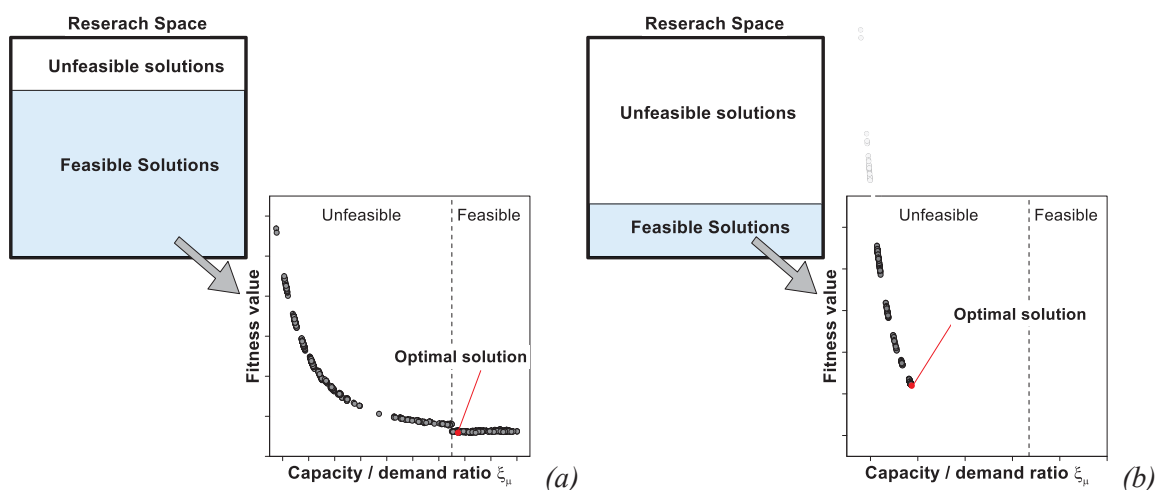 Reserach Space
Unfeasible solutions
Feasible Solutions
Unfeasible
Feasible
Optimal solution
Fitness value
Capacity / demand ratio ξμ
(a)
Reserach Space
Unfeasible solutions
Feasible Solutions
Unfeasible
Feasible
Optimal solution
Fitness value
Capacity / demand ratio ξμ
(b)